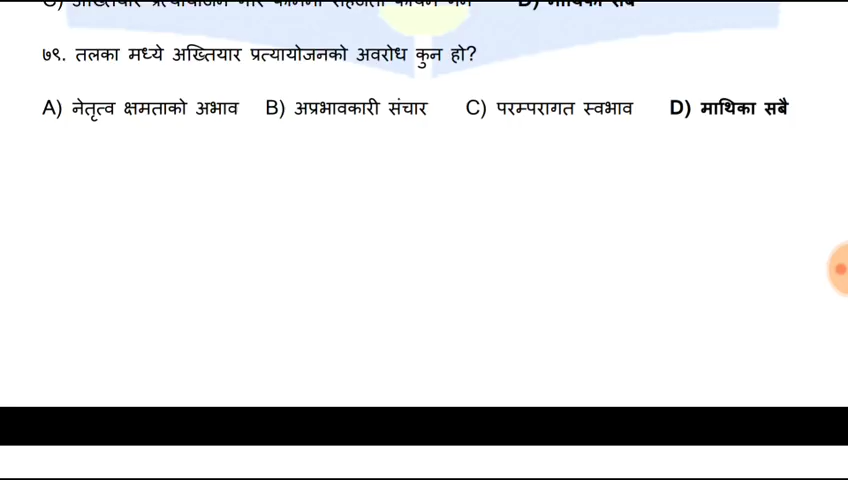 ७९. तलका मध्ये अख्तियार प्रत्यायोजनको अवरोध कुन हो?
A) नेतृत्व क्षमताको अभाव B) अप्रभावकारी संचार C) परम्परागत स्वभाव D) माथिका सबै